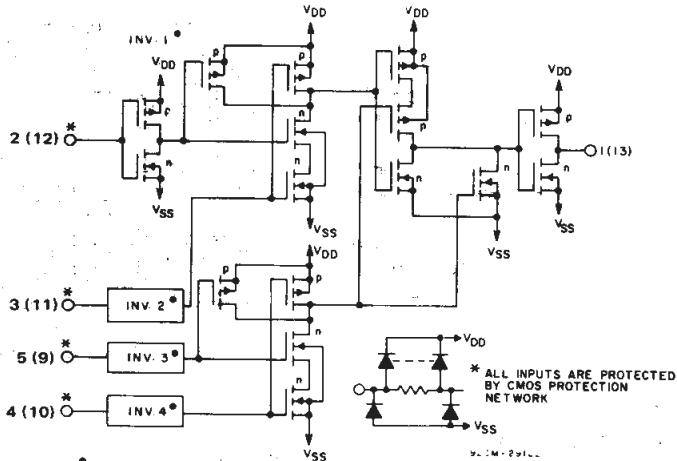 VDD
VDD
INV. 1 ●
p
p
p
VDD
VDD
*
2 (12)
p
n
p
p
n
n
1(13)
n
n
n
VSS
VSS
VSS
VSS
VDD
*
3 (11)
INV. 2 ●
p
p
*
5 (9)
INV. 3 ●
n
VDD
* ALL INPUTS ARE PROTECTED
BY CMOS PROTECTION
NETWORK
*
4 (10)
INV. 4 ●
n
VSS
VSS